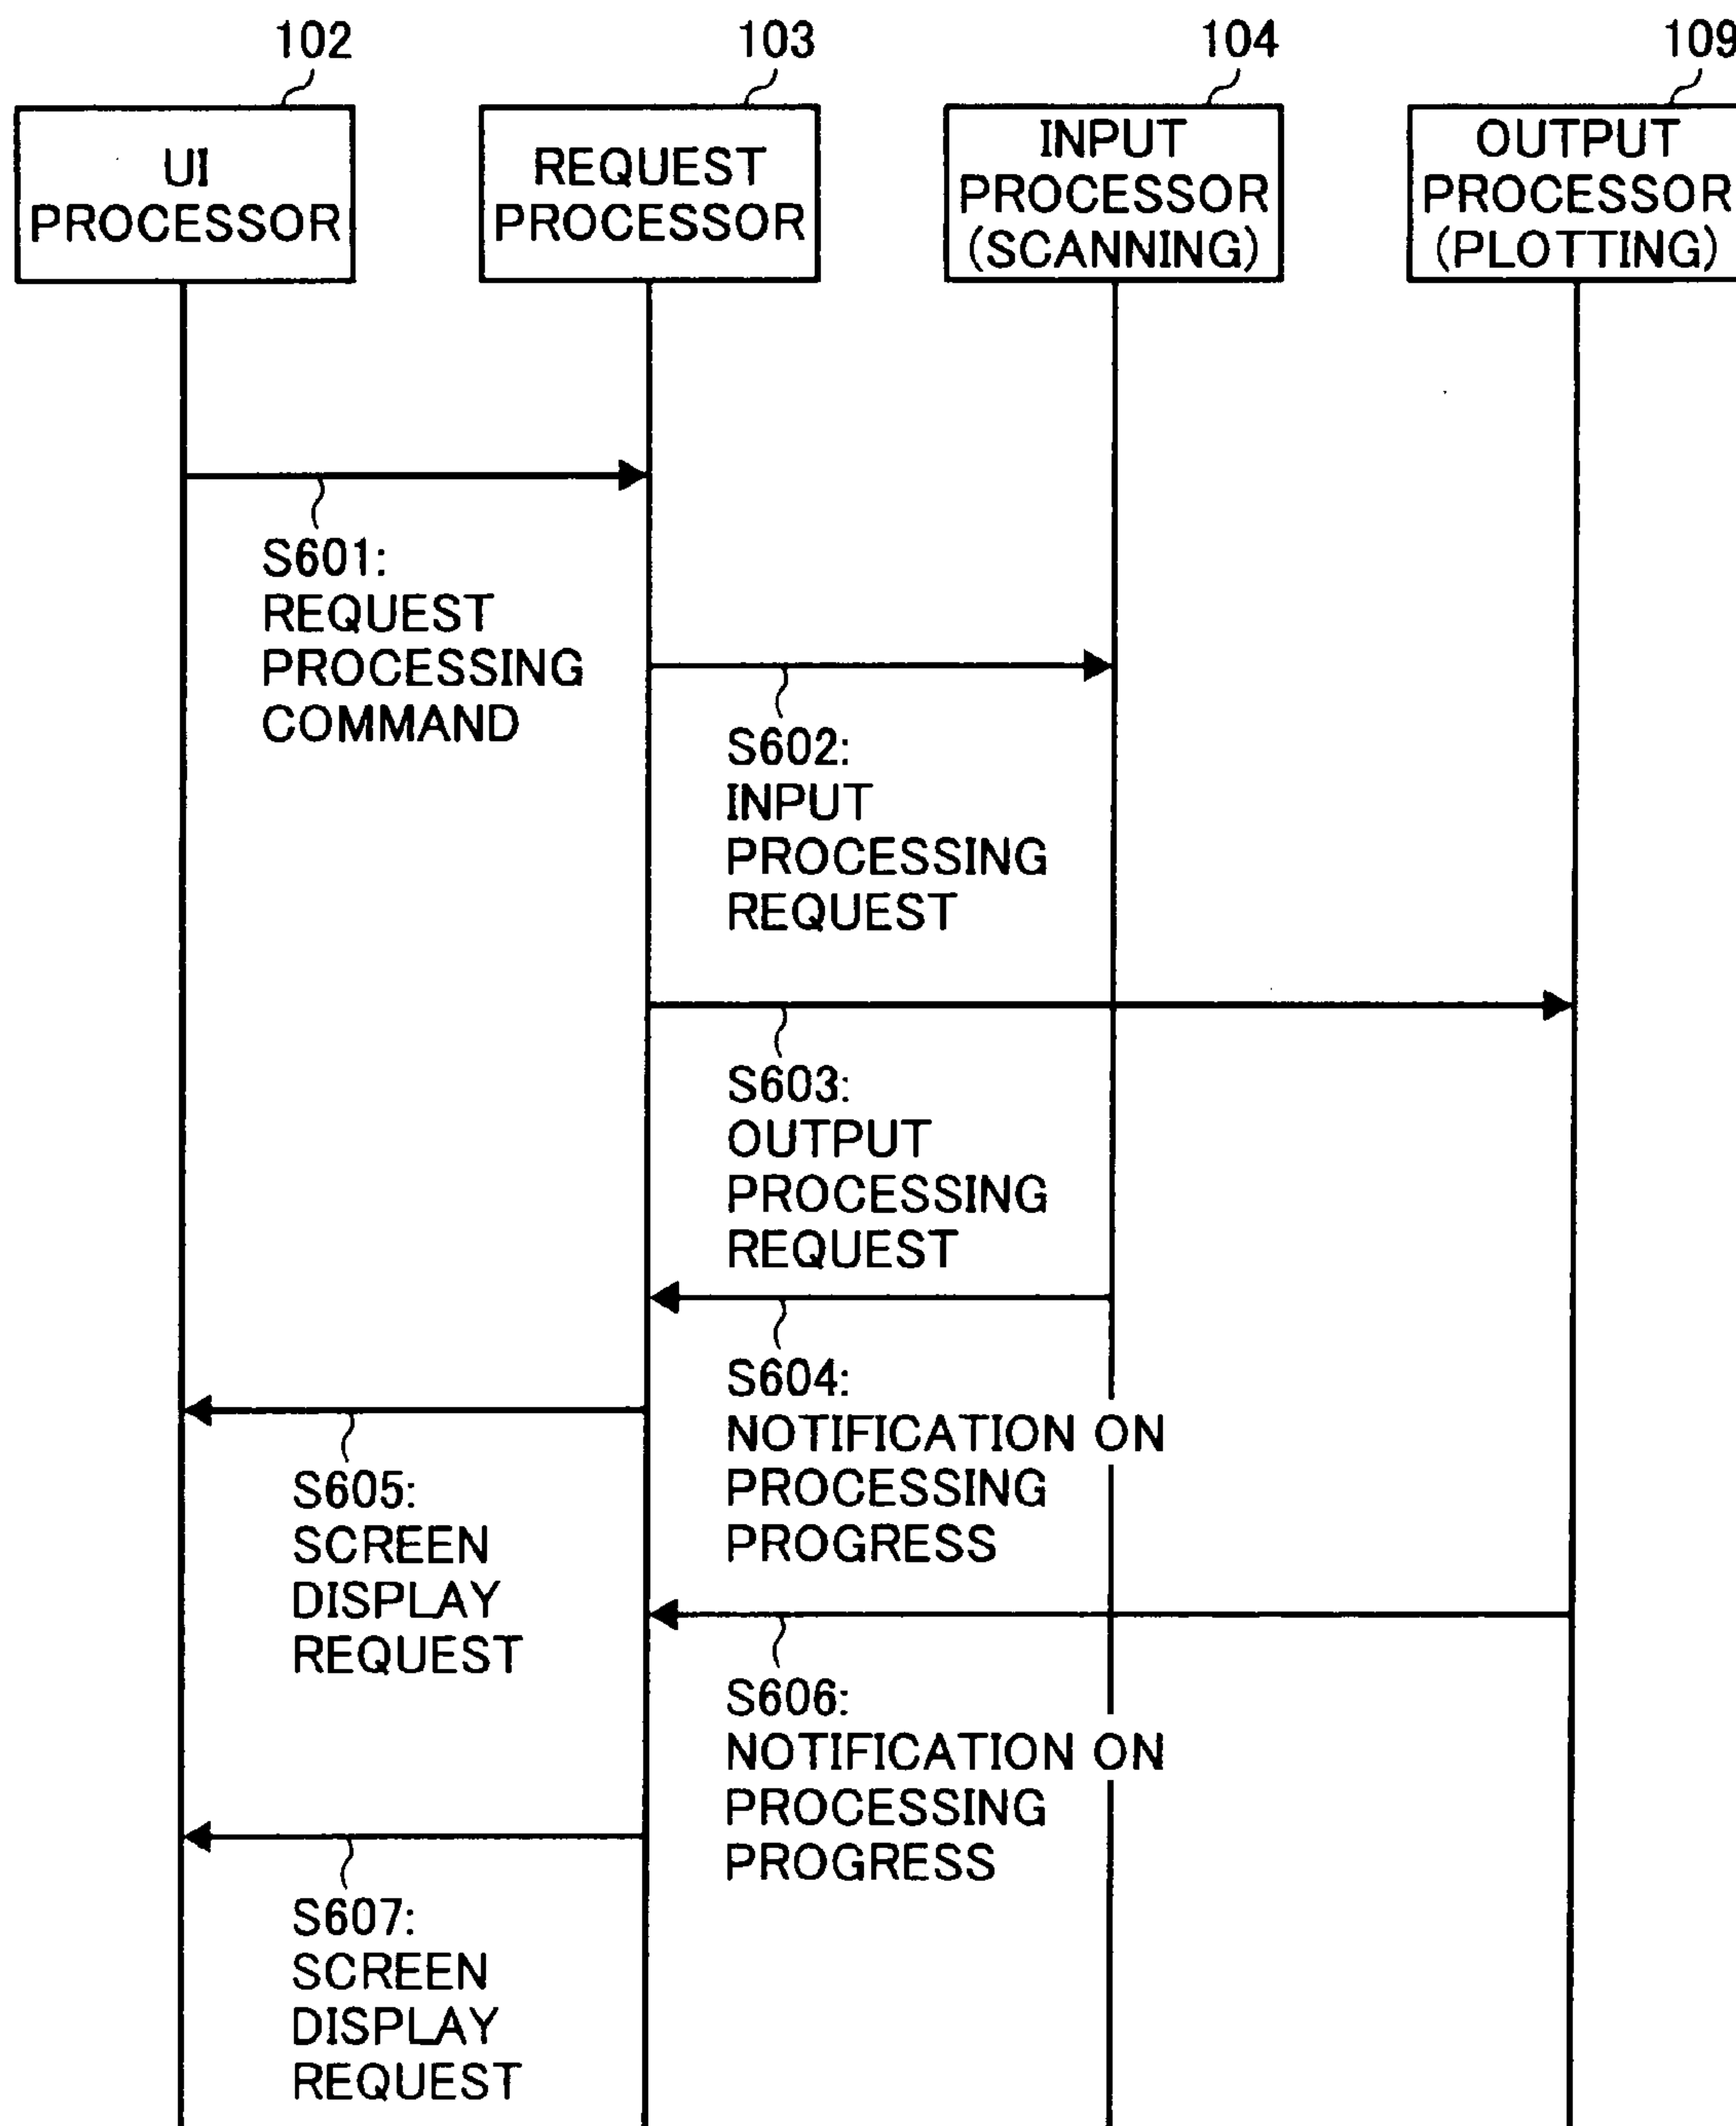 102
103
104
109
UI
PROCESSOR
REQUEST
PROCESSOR
INPUT
PROCESSOR
(SCANNING)
OUTPUT
PROCESSOR
(PLOTTING)
S601:
REQUEST
PROCESSING
COMMAND
S602:
INPUT
PROCESSING
REQUEST
S603:
OUTPUT
PROCESSING
REQUEST
S604:
NOTIFICATION ON
PROCESSING
PROGRESS
S605:
SCREEN
DISPLAY
REQUEST
S606:
NOTIFICATION ON
PROCESSING
PROGRESS
S607:
SCREEN
DISPLAY
REQUEST